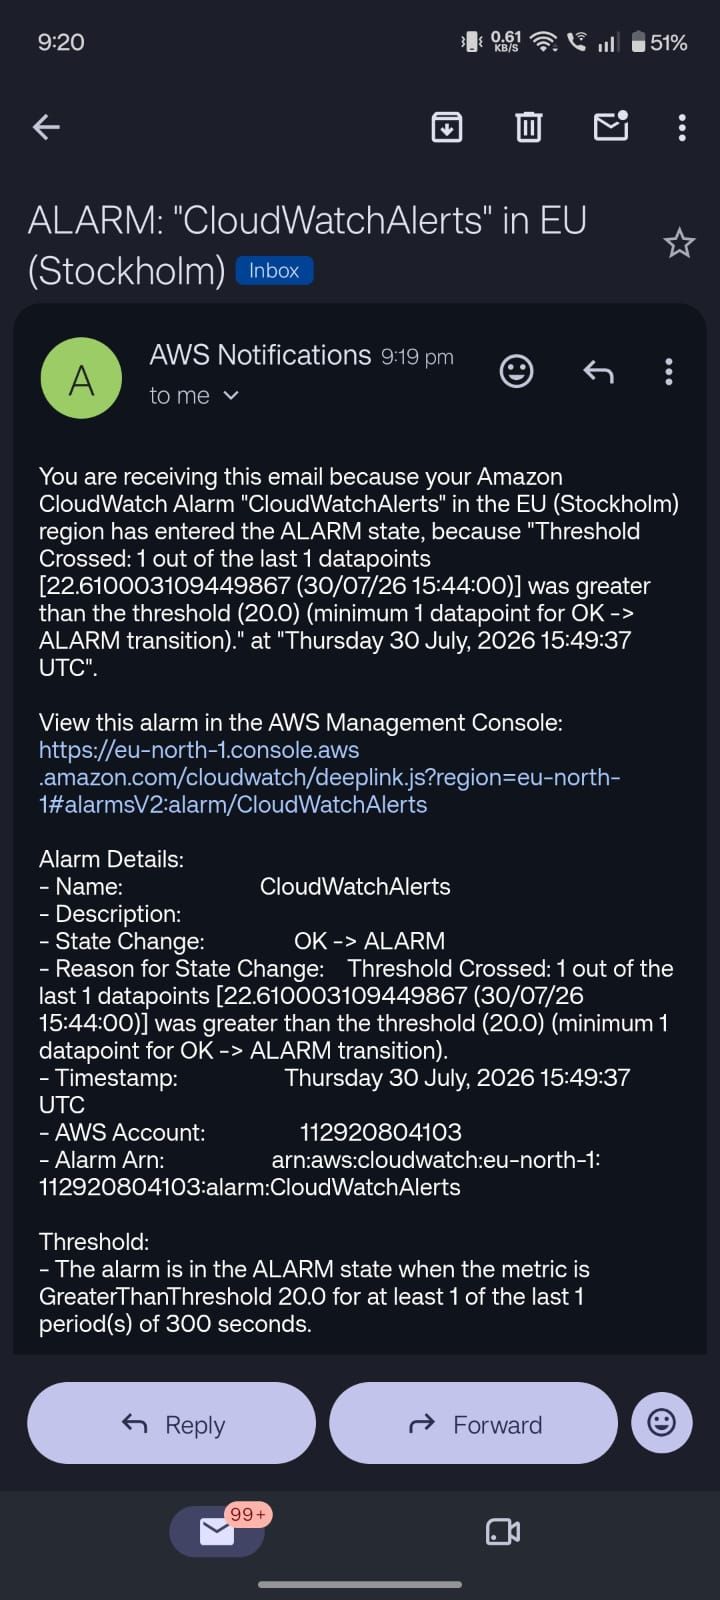 9:20
0.61
KB/S
51%
ALARM: "CloudWatchAlerts" in EU
(Stockholm) Inbox
A
AWS Notifications 9:19 pm
to me
You are receiving this email because your Amazon
CloudWatch Alarm "CloudWatchAlerts" in the EU (Stockholm)
region has entered the ALARM state, because "Threshold
Crossed: 1 out of the last 1 datapoints
[22.610003109449867 (30/07/26 15:44:00)] was greater
than the threshold (20.0) (minimum 1 datapoint for OK ->
ALARM transition)." at "Thursday 30 July, 2026 15:49:37
UTC".
View this alarm in the AWS Management Console:
https://eu-north-1.console.aws
.amazon.com/cloudwatch/deeplink.js?region=eu-north-
1#alarmsV2:alarm/CloudWatchAlerts
Alarm Details:
- Name: CloudWatchAlerts
- Description:
- State Change: OK -> ALARM
- Reason for State Change: Threshold Crossed: 1 out of the
last 1 datapoints [22.610003109449867 (30/07/26
15:44:00)] was greater than the threshold (20.0) (minimum 1
datapoint for OK -> ALARM transition).
- Timestamp: Thursday 30 July, 2026 15:49:37
UTC
- AWS Account: 112920804103
- Alarm Arn: arn:aws:cloudwatch:eu-north-1:
112920804103:alarm:CloudWatchAlerts
Threshold:
- The alarm is in the ALARM state when the metric is
GreaterThanThreshold 20.0 for at least 1 of the last 1
period(s) of 300 seconds.
Reply
Forward
99+